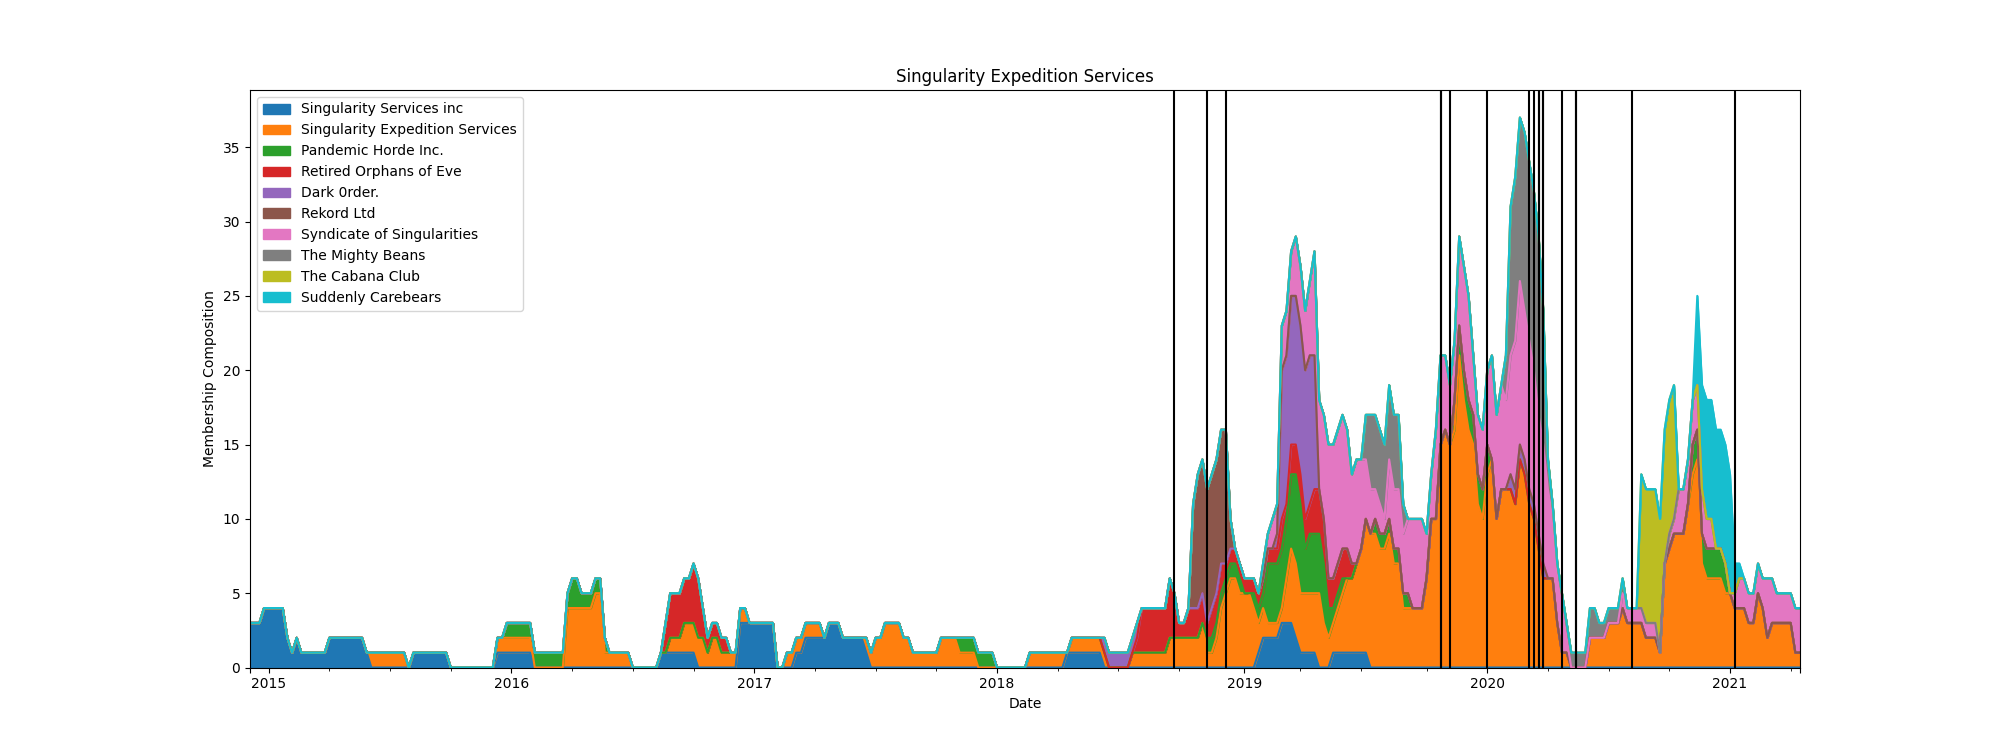 Singularity Expedition Services
Singularity Services inc
Singularity Expedition Services
Pandemic Horde Inc.
Retired Orphans of Eve
Dark 0rder.
Rekord Ltd
Syndicate of Singularities
The Mighty Beans
The Cabana Club
Suddenly Carebears
Membership Composition
35
30
25
20
15
10
5
0
2015 2016 2017 2018 2019 2020 2021
Date